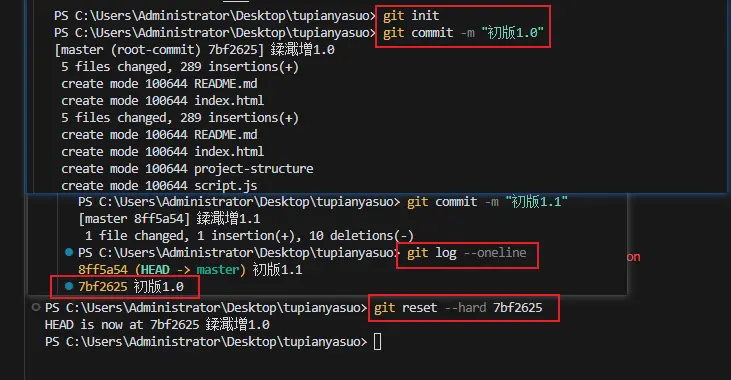 PS C:\Users\Administrator\Desktop\tupianyasuo> git init
PS C:\Users\Administrator\Desktop\tupianyasuo> git commit -m "初版1.0"
[master (root-commit) 7bf2625] 鍒濈増1.0
5 files changed, 289 insertions(+)
create mode 100644 README.md
create mode 100644 index.html
5 files changed, 289 insertions(+)
create mode 100644 README.md
create mode 100644 index.html
create mode 100644 project-structure
create mode 100644 script.js
PS C:\Users\Administrator\Desktop\tupianyasuo> git commit -m "初版1.1"
[master 8ff5a54] 鍒濈増1.1
1 file changed, 1 insertion(+), 10 deletions(-)
PS C:\Users\Administrator\Desktop\tupianyasuo> git log --oneline
on
8ff5a54 (HEAD -> master) 初版1.1
7bf2625 初版1.0
PS C:\Users\Administrator\Desktop\tupianyasuo> git reset --hard 7bf2625
HEAD is now at 7bf2625 鍒濈増1.0
PS C:\Users\Administrator\Desktop\tupianyasuo>